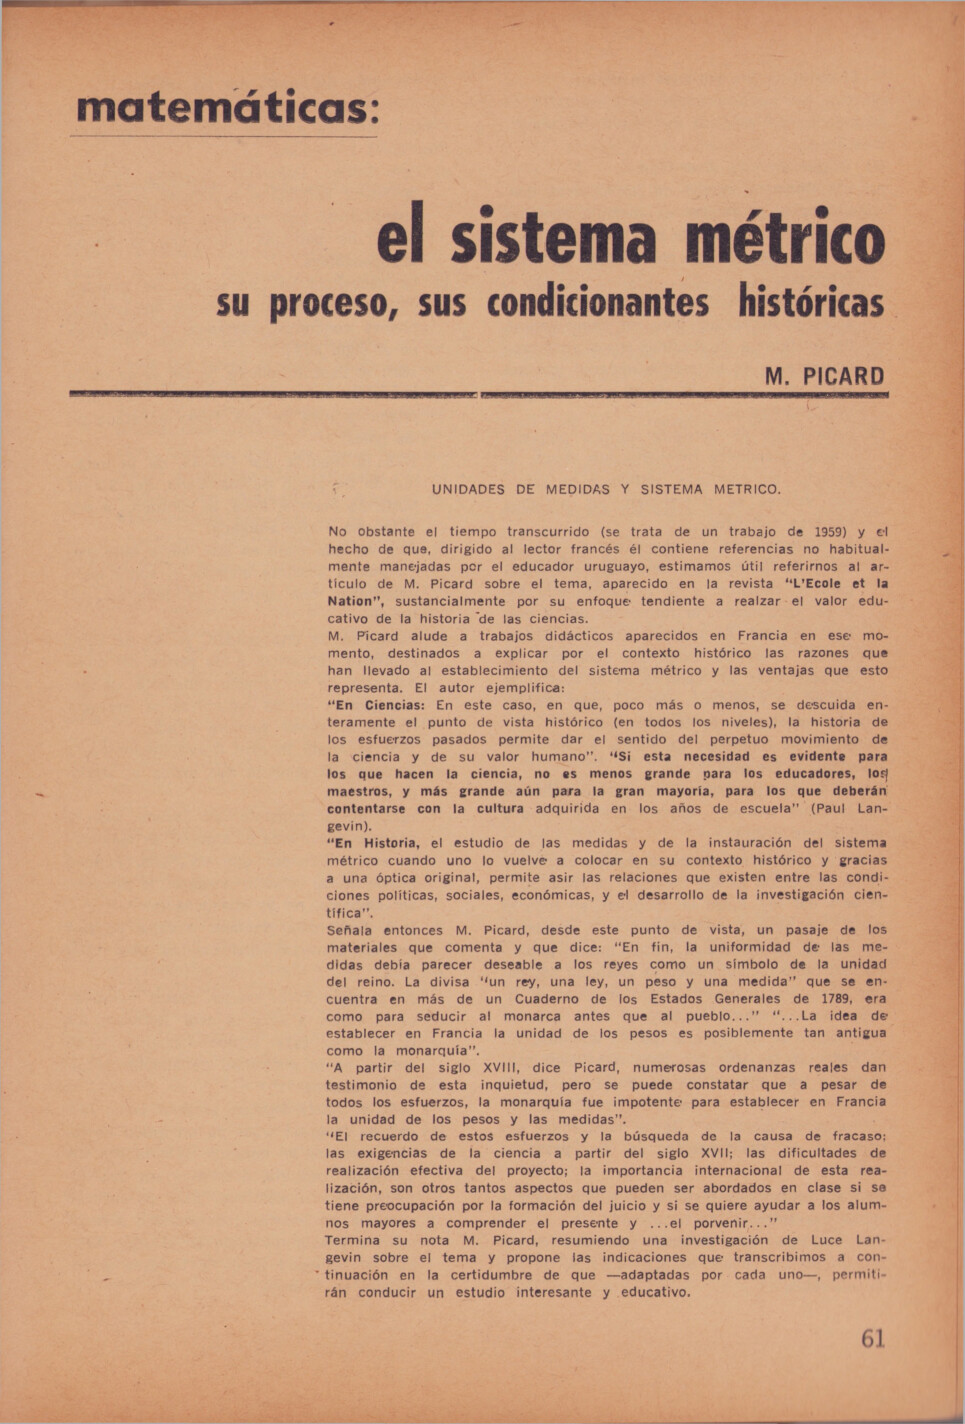 matemáticas:
el sistema métrico
su proceso, sus condicionantes históricas
M. PICARD
UNIDADES DE MEDIDAS Y SISTEMA METRICO.
No obstante el tiempo transcurrido (se trata de un trabajo de 1959) y el
hecho de que, dirigido al lector francés él contiene referencias no habitual-
mente manejadas por el educador uruguayo, estimamos útil referirnos al ar-
tículo de M. Picard sobre el tema, aparecido en la revista "L'Ecole et la
Nation", sustancialmente por su enfoque tendiente a realzar el valor edu-
cativo de la historia de las ciencias.
M. Picard alude a trabajos didácticos aparecidos en Francia en ese mo-
mento, destinados a explicar por el contexto histórico las razones que
han llevado al establecimiento del sistema métrico y las ventajas que esto
representa. El autor ejemplifica:
"En Ciencias: En este caso, en que, poco más o menos, se descuida en-
teramente el punto de vista histórico (en todos los niveles), la historia de
los esfuerzos pasados permite dar el sentido del perpetuo movimiento de
la ciencia y de su valor humano". "Si esta necesidad es evidente para
los que hacen la ciencia, no es menos grande para los educadores, los
maestros, y más grande aún para la gran mayoría, para los que deberán
contentarse con la cultura adquirida en los años de escuela" (Paul Lan-
gevin).
"En Historia, el estudio de las medidas y de la instauración del sistema
métrico cuando uno lo vuelve a colocar en su contexto histórico y gracias
a una óptica original, permite asir las relaciones que existen entre las condi-
ciones políticas, sociales, económicas, y el desarrollo de la investigación cien-
tífica".
Señala entonces M. Picard, desde este punto de vista, un pasaje de los
materiales que comenta y que dice: "En fin, la uniformidad de las me-
didas debía parecer deseable a los reyes como un símbolo de la unidad
del reino. La divisa "un rey, una ley, un peso y una medida" que se en-
cuentra en más de un Cuaderno de los Estados Generales de 1789, era
como para seducir al monarca antes que al pueblo..." "...La idea de
establecer en Francia la unidad de los pesos es posiblemente tan antigua
como la monarquía".
"A partir del siglo XVIII, dice Picard, numerosas ordenanzas reales dan
testimonio de esta inquietud, pero se puede constatar que a pesar de
todos los esfuerzos, la monarquía fue impotente para establecer en Francia
la unidad de los pesos y las medidas".
"El recuerdo de estos esfuerzos y la búsqueda de la causa de fracaso;
las exigencias de la ciencia a partir del siglo XVII; las dificultades de
realización efectiva del proyecto; la importancia internacional de esta rea-
lización, son otros tantos aspectos que pueden ser abordados en clase si se
tiene preocupación por la formación del juicio y si se quiere ayudar a los alum-
nos mayores a comprender el presente y ...el porvenir..."
Termina su nota M. Picard, resumiendo una investigación de Luce Lan-
gevin sobre el tema y propone las indicaciones que transcribimos a con-
tinuación en la certidumbre de que —adaptadas por cada uno—, permiti-
rán conducir un estudio interesante y educativo.
61